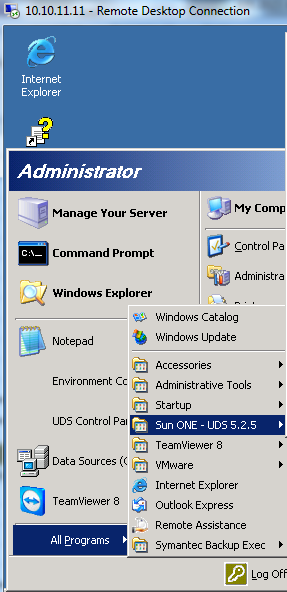 10.10.11.11 - Remote Desktop Connection
Internet
Explorer
Administrator
Manage Your Server
My Comp
Command Prompt
Control Pa
Administra
Windows Explorer
Windows Catalog
Windows Update
Notepad
Accessories
Environment Co
Administrative Tools
Startup
UDS Control Pa
Sun ONE - UDS 5.2.5
TeamViewer 8
Data Sources (O
VMware
Internet Explorer
TeamViewer 8
Outlook Express
Remote Assistance
All Programs
Symantec Backup Exec
Log Off